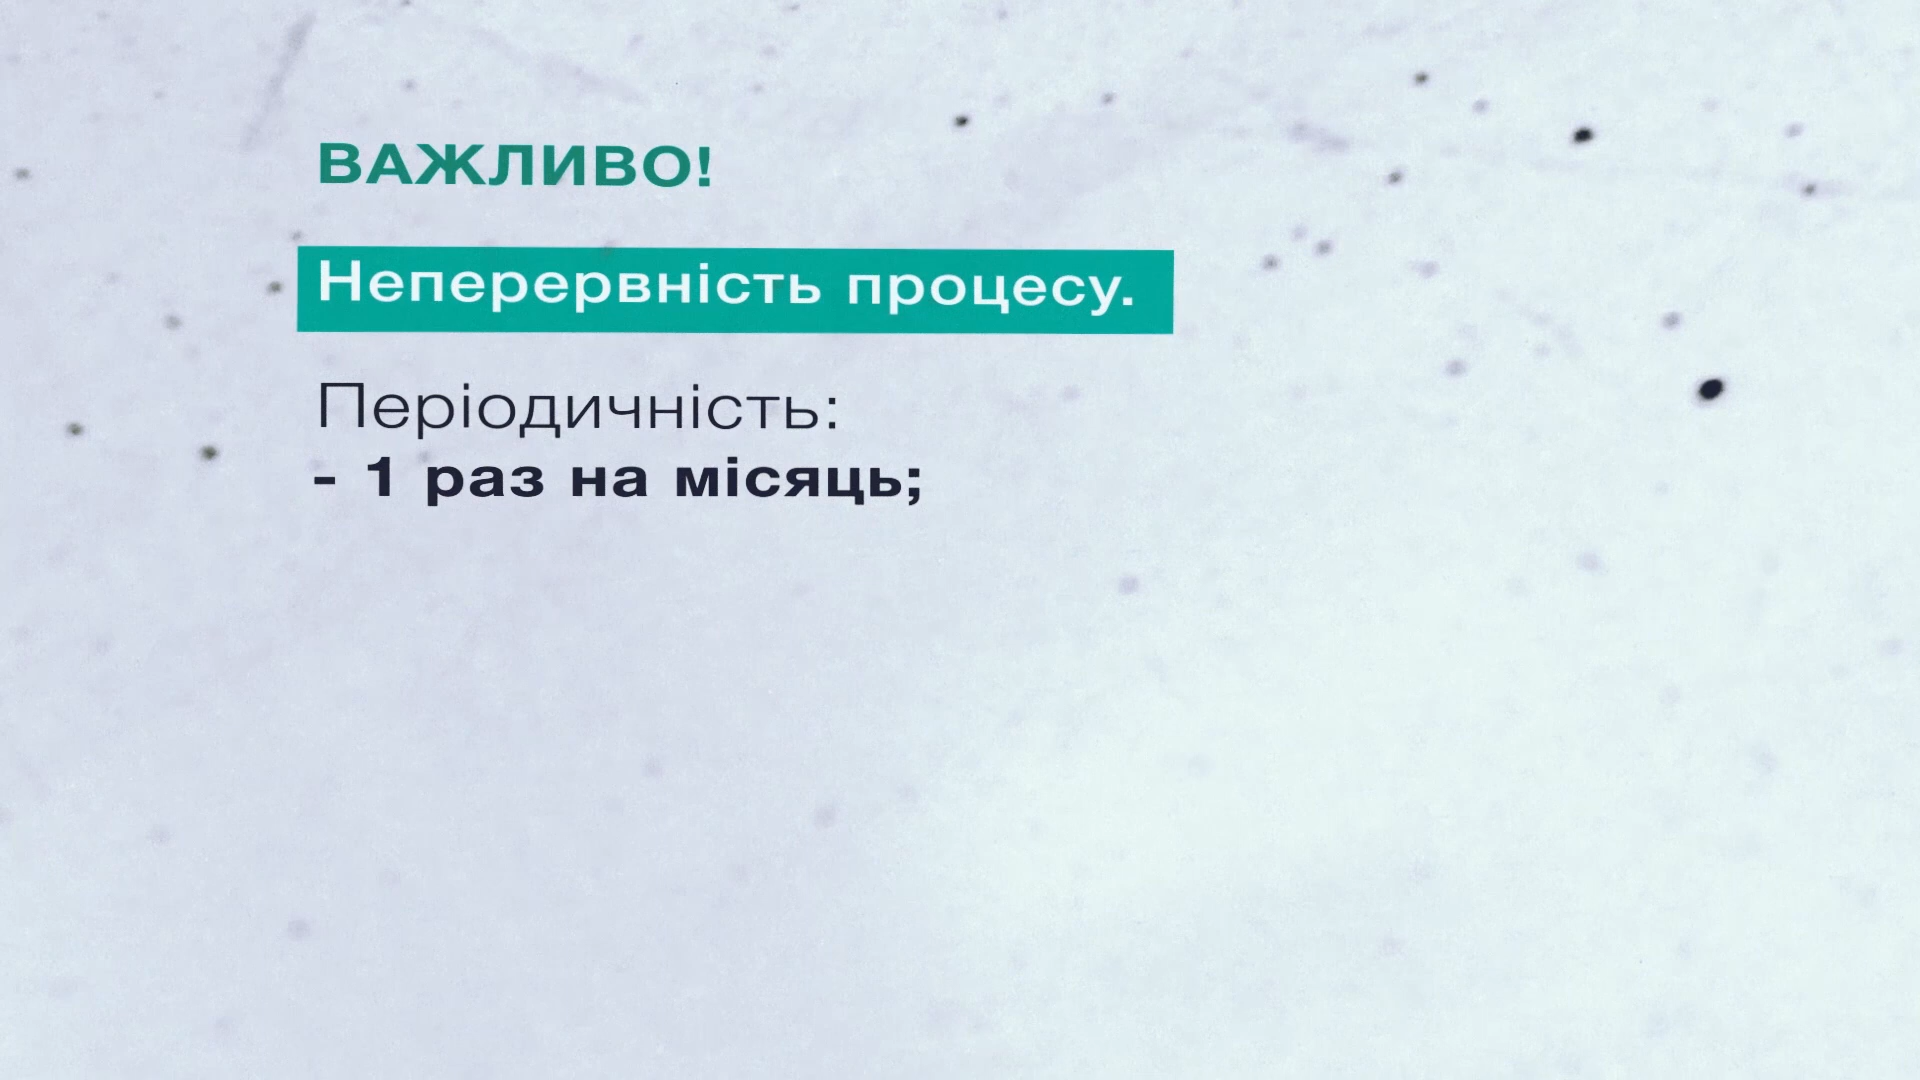 ВАЖЛИВО!
Неперервність процесу.
Періодичність:
- 1 раз на місяць;